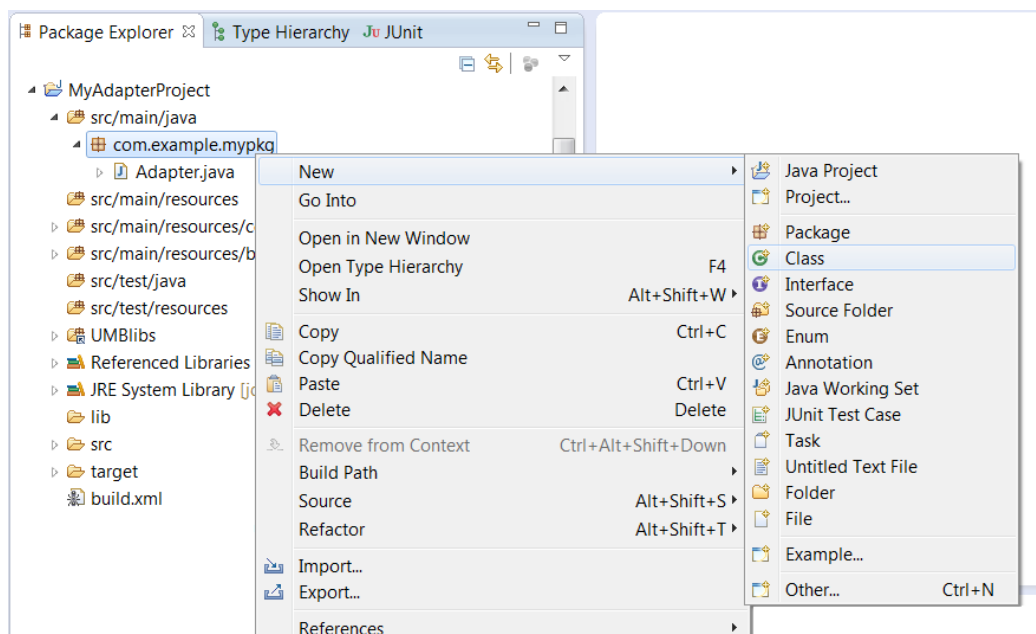 Package Explorer
Type Hierarchy
Ju JUnit
MyAdapterProject
src/main/java
com.example.mypkg
Adapter.java
src/main/resources
src/main/resources/c
src/main/resources/b
src/test/java
src/test/resources
UMBlibs
Referenced Libraries
JRE System Library [j
lib
src
target
build.xml
New
Go Into
Open in New Window
Open Type Hierarchy F4
Show In Alt+Shift+W
Copy Ctrl+C
Copy Qualified Name
Paste Ctrl+V
Delete Delete
Remove from Context Ctrl+Alt+Shift+Down
Build Path
Source Alt+Shift+S
Refactor Alt+Shift+T
Import...
Export...
References
Java Project
Project...
Package
Class
Interface
Source Folder
Enum
Annotation
Java Working Set
JUnit Test Case
Task
Untitled Text File
Folder
File
Example...
Other... Ctrl+N